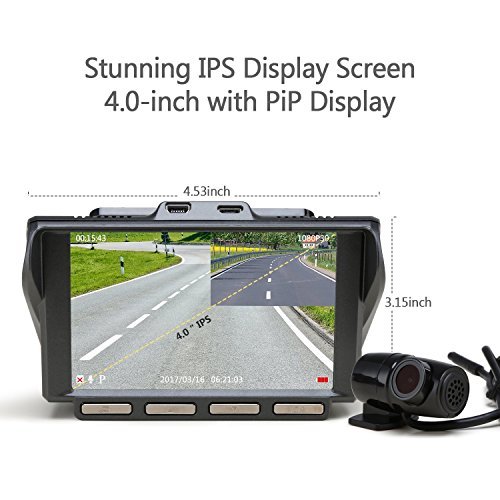 Stunning IPS Display Screen
4.0-inch with PiP Display
4.53inch
00:15:43
1080P30
3.15inch
4.0 " IPS
P
2017/03/16 06:21:03